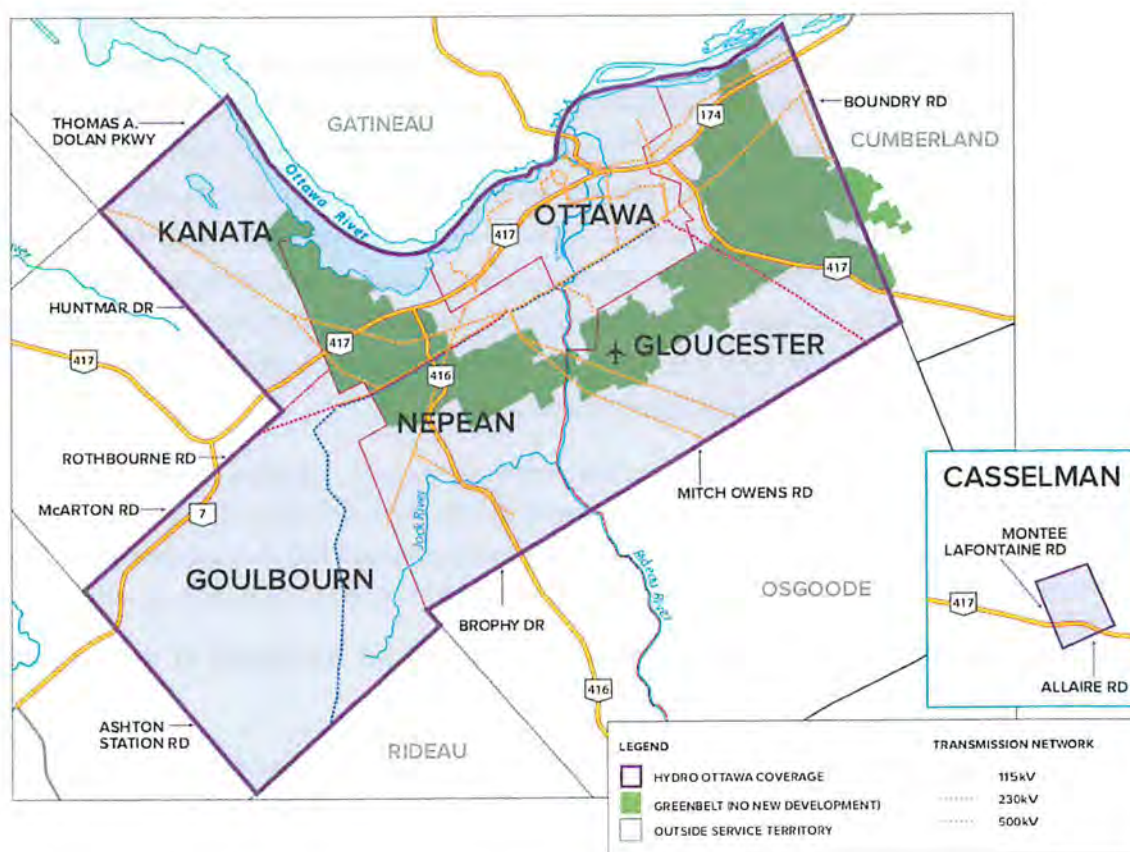 THOMAS A.
DOLAN PKWY
GATINEAU
BOUNDRY RD
174
CUMBERLAND
Ottawa River
KANATA
OTTAWA
417
417
HUNTMAR DR
417
GLOUCESTER
417
416
NEPEAN
ROTHBOURNE RD
McARTON RD
7
MITCH OWENS RD
Jock River
GOULBOURN
Rideau River
OSGOODE
BROPHY DR
416
ASHTON
STATION RD
RIDEAU
CASSELMAN
MONTEE
LAFONTAINE RD
417
ALLAIRE RD
LEGEND
HYDRO OTTAWA COVERAGE
GREENBELT (NO NEW DEVELOPMENT)
OUTSIDE SERVICE TERRITORY
TRANSMISSION NETWORK
115kV
230kV
500kV